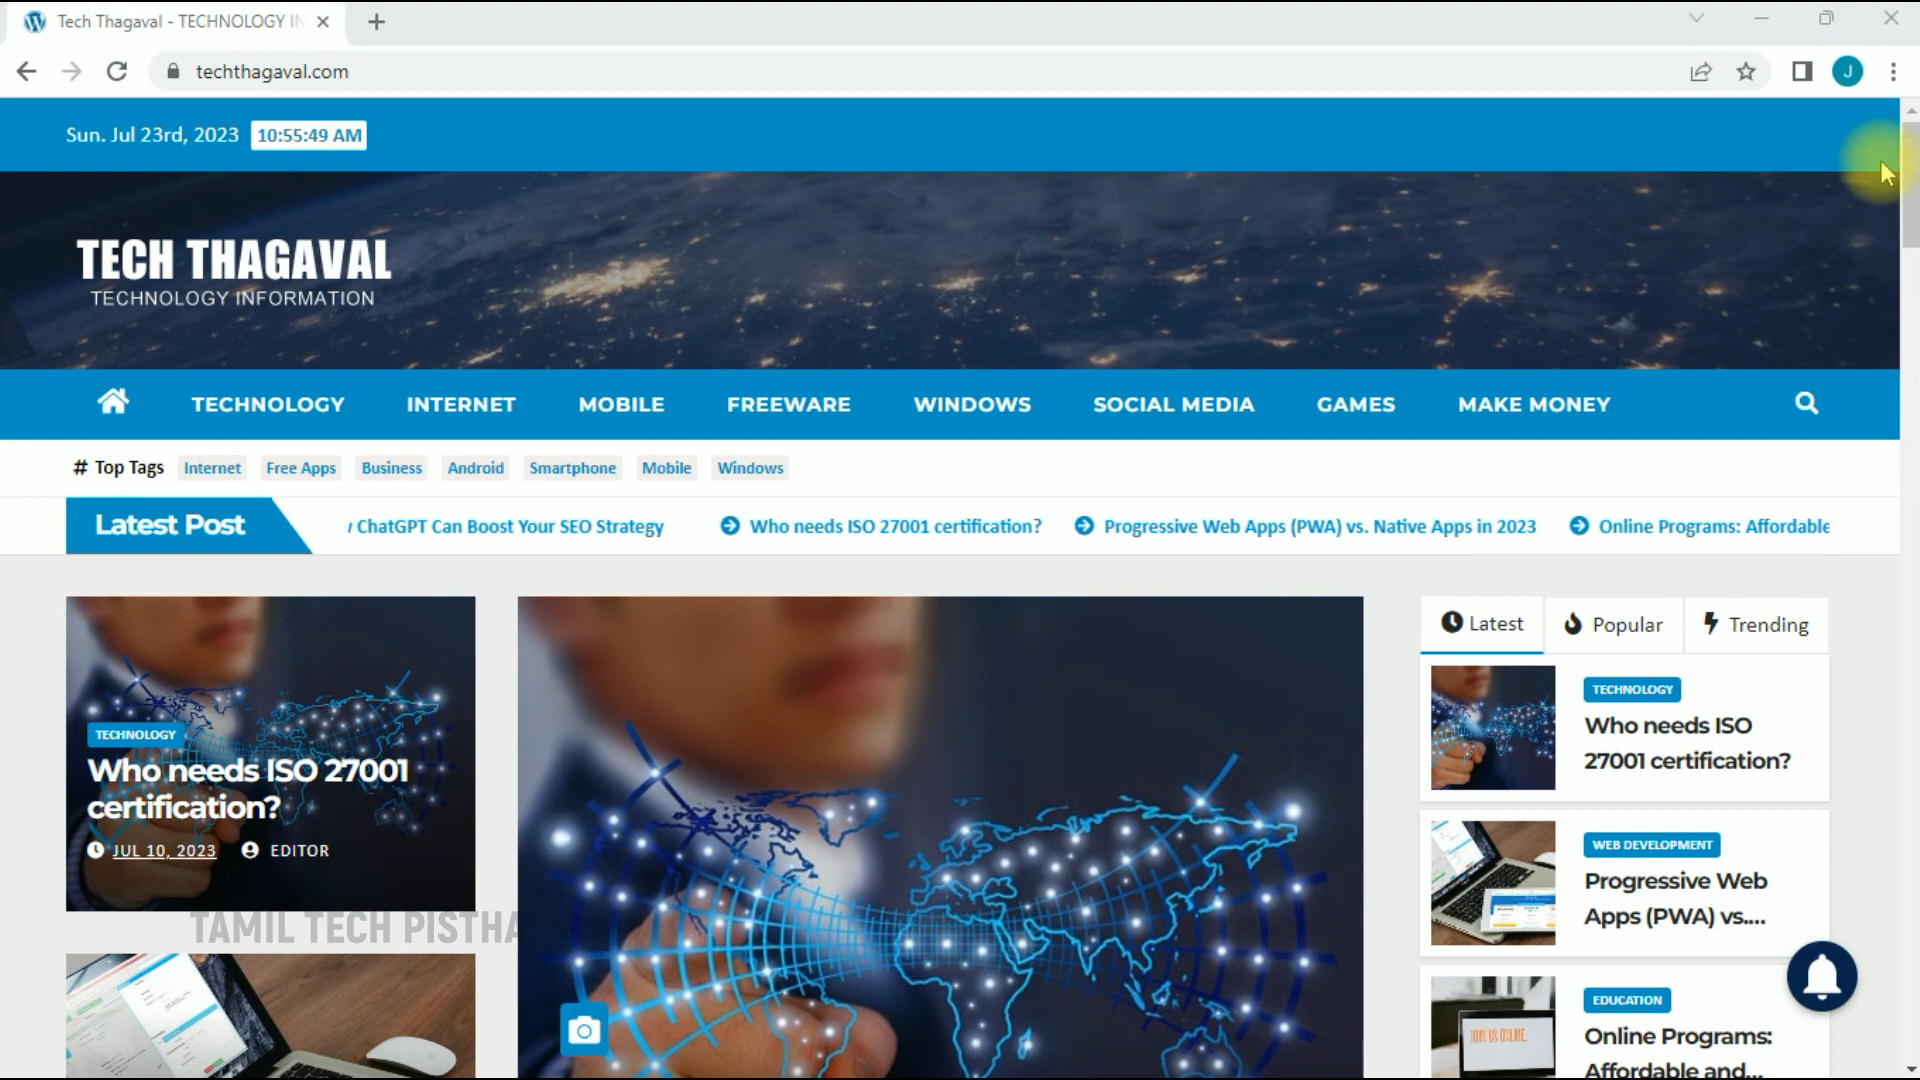 Tech Thagaval - TECHNOLOGY IN
techthagaval.com
J
Sun. Jul 23rd, 2023 10:55:49 AM
TECH THAGAVAL
TECHNOLOGY INFORMATION
TECHNOLOGY INTERNET MOBILE FREEWARE WINDOWS SOCIAL MEDIA GAMES MAKE MONEY
# Top Tags Internet Free Apps Business Android Smartphone Mobile Windows
Latest Post ChatGPT Can Boost Your SEO Strategy Who needs ISO 27001 certification? Progressive Web Apps (PWA) vs. Native Apps in 2023 Online Programs: Affordable
TECHNOLOGY
Who needs ISO 27001
certification?
JUL 10, 2023 EDITOR
TAMIL TECH PISTHA
Latest Popular Trending
TECHNOLOGY
Who needs ISO
27001 certification?
WEB DEVELOPMENT
Progressive Web
Apps (PWA) vs....
EDUCATION
JOIN US ONLINE.
Online Programs:
Affordable and...